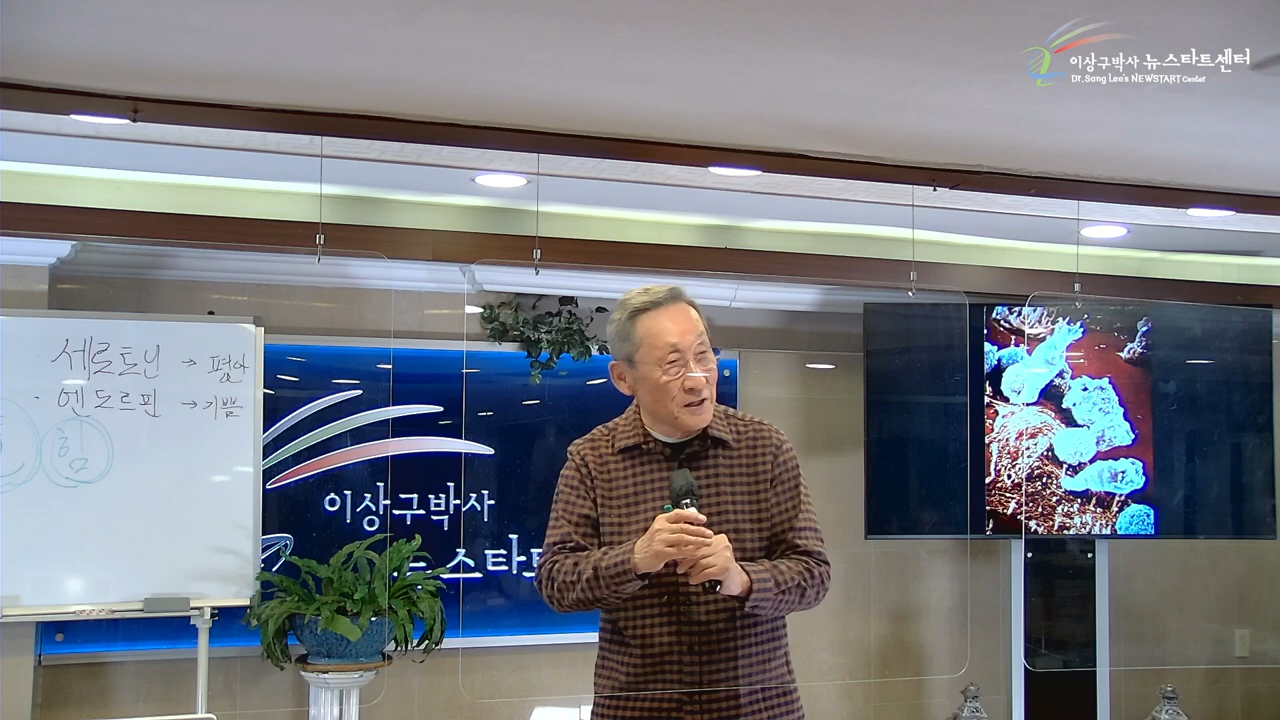 이상구박사 뉴스타트센터
Dr. Sang Lee's NEWSTART Center
세로토닌 → 평안
엔도르핀 → 기쁨
힘
이상구박사
뉴스타트